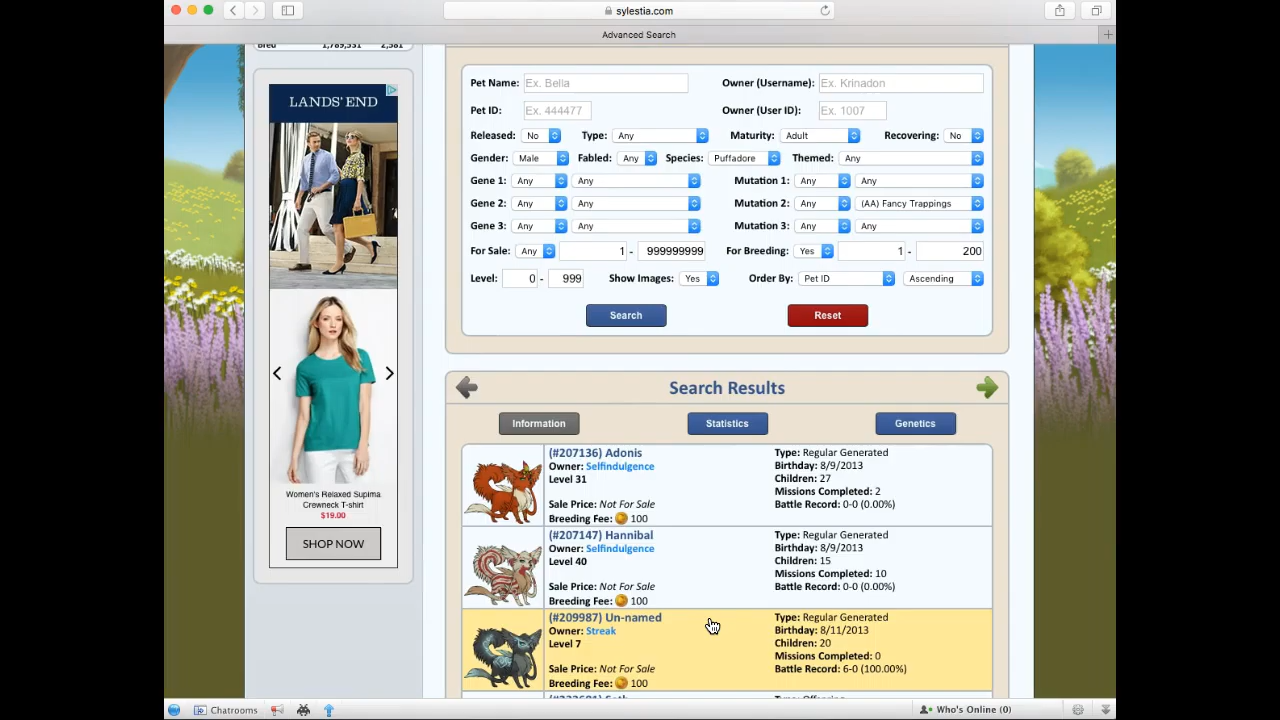 sylestia.com
Advanced Search
Bred 1,789,531 2,581
LANDS' END
Women's Relaxed Supima
Crewneck T-shirt
$19.00
SHOP NOW
Pet Name: Ex. Bella Owner (Username): Ex. Krinadon
Pet ID: Ex. 444477 Owner (User ID): Ex. 1007
Released: No Type: Any Maturity: Adult Recovering: No
Gender: Male Fabled: Any Species: Puffadore Themed: Any
Gene 1: Any Any Mutation 1: Any Any
Gene 2: Any Any Mutation 2: Any (AA) Fancy Trappings
Gene 3: Any Any Mutation 3: Any Any
For Sale: Any 1 - 999999999 For Breeding: Yes 1 - 200
Level: 0 - 999 Show Images: Yes Order By: Pet ID Ascending
Search Reset
Search Results
Information Statistics Genetics
(#207136) Adonis
Owner: Selfindulgence
Level 31
Sale Price: Not For Sale
Breeding Fee: 100
Type: Regular Generated
Birthday: 8/9/2013
Children: 27
Missions Completed: 2
Battle Record: 0-0 (0.00%)
(#207147) Hannibal
Owner: Selfindulgence
Level 40
Sale Price: Not For Sale
Breeding Fee: 100
Type: Regular Generated
Birthday: 8/9/2013
Children: 15
Missions Completed: 10
Battle Record: 0-0 (0.00%)
(#209987) Un-named
Owner: Streak
Level 7
Sale Price: Not For Sale
Breeding Fee: 100
Type: Regular Generated
Birthday: 8/11/2013
Children: 20
Missions Completed: 0
Battle Record: 6-0 (100.00%)
Type: Offspring
Chatrooms
Who's Online (0)